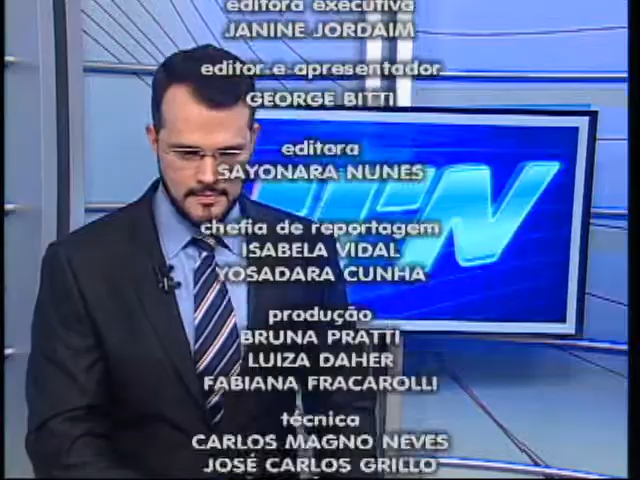 editora executiva
JANINE JORDAIM
editor e apresentador
GEORGE BITTI
editora
SAYONARA NUNES
chefia de reportagem
ISABELA VIDAL
YOSADARA CUNHA
produção
BRUNA PRATTI
LUIZA DAHER
FABIANA FRACAROLLI
técnica
CARLOS MAGNO NEVES
JOSÉ CARLOS GRILLO